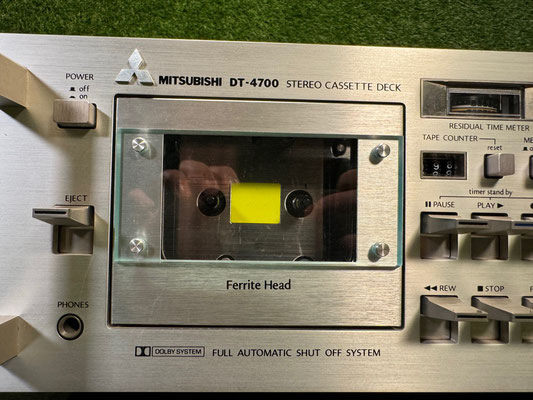 POWER
off
on
MITSUBISHI DT-4700 STEREO CASSETTE DECK
RESIDUAL TIME METER
TAPE COUNTER
reset
timer stand by
EJECT
PAUSE
PLAY
Ferrite Head
REW
STOP
PHONES
DOLBY SYSTEM
FULL AUTOMATIC SHUT OFF SYSTEM